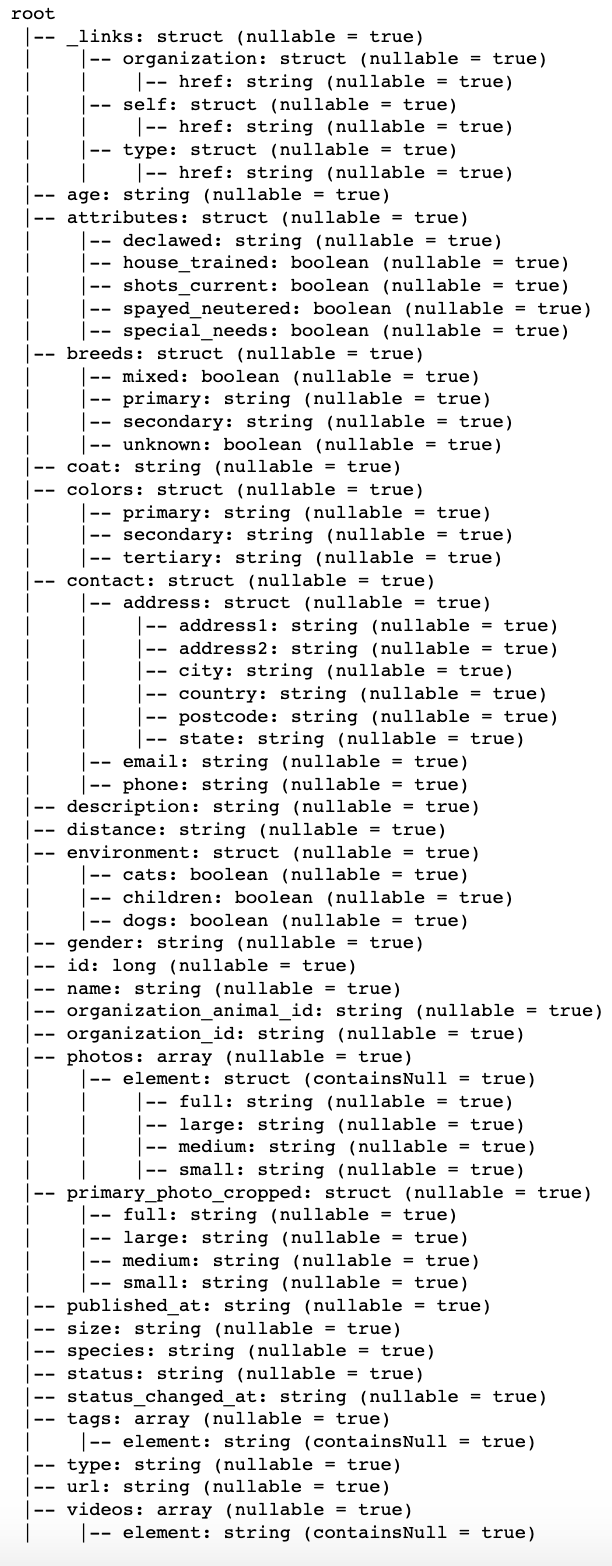 root
 |-- _links: struct (nullable = true)
 |    |-- organization: struct (nullable = true)
 |    |    |-- href: string (nullable = true)
 |    |-- self: struct (nullable = true)
 |    |    |-- href: string (nullable = true)
 |    |-- type: struct (nullable = true)
 |    |    |-- href: string (nullable = true)
 |-- age: string (nullable = true)
 |-- attributes: struct (nullable = true)
 |    |-- declawed: string (nullable = true)
 |    |-- house_trained: boolean (nullable = true)
 |    |-- shots_current: boolean (nullable = true)
 |    |-- spayed_neutered: boolean (nullable = true)
 |    |-- special_needs: boolean (nullable = true)
 |-- breeds: struct (nullable = true)
 |    |-- mixed: boolean (nullable = true)
 |    |-- primary: string (nullable = true)
 |    |-- secondary: string (nullable = true)
 |    |-- unknown: boolean (nullable = true)
 |-- coat: string (nullable = true)
 |-- colors: struct (nullable = true)
 |    |-- primary: string (nullable = true)
 |    |-- secondary: string (nullable = true)
 |    |-- tertiary: string (nullable = true)
 |-- contact: struct (nullable = true)
 |    |-- address: struct (nullable = true)
 |    |    |-- address1: string (nullable = true)
 |    |    |-- address2: string (nullable = true)
 |    |    |-- city: string (nullable = true)
 |    |    |-- country: string (nullable = true)
 |    |    |-- postcode: string (nullable = true)
 |    |    |-- state: string (nullable = true)
 |    |-- email: string (nullable = true)
 |    |-- phone: string (nullable = true)
 |-- description: string (nullable = true)
 |-- distance: string (nullable = true)
 |-- environment: struct (nullable = true)
 |    |-- cats: boolean (nullable = true)
 |    |-- children: boolean (nullable = true)
 |    |-- dogs: boolean (nullable = true)
 |-- gender: string (nullable = true)
 |-- id: long (nullable = true)
 |-- name: string (nullable = true)
 |-- organization_animal_id: string (nullable = true)
 |-- organization_id: string (nullable = true)
 |-- photos: array (nullable = true)
 |    |-- element: struct (containsNull = true)
 |    |    |-- full: string (nullable = true)
 |    |    |-- large: string (nullable = true)
 |    |    |-- medium: string (nullable = true)
 |    |    |-- small: string (nullable = true)
 |-- primary_photo_cropped: struct (nullable = true)
 |    |-- full: string (nullable = true)
 |    |-- large: string (nullable = true)
 |    |-- medium: string (nullable = true)
 |    |-- small: string (nullable = true)
 |-- published_at: string (nullable = true)
 |-- size: string (nullable = true)
 |-- species: string (nullable = true)
 |-- status: string (nullable = true)
 |-- status_changed_at: string (nullable = true)
 |-- tags: array (nullable = true)
 |    |-- element: string (containsNull = true)
 |-- type: string (nullable = true)
 |-- url: string (nullable = true)
 |-- videos: array (nullable = true)
 |    |-- element: string (containsNull = true)